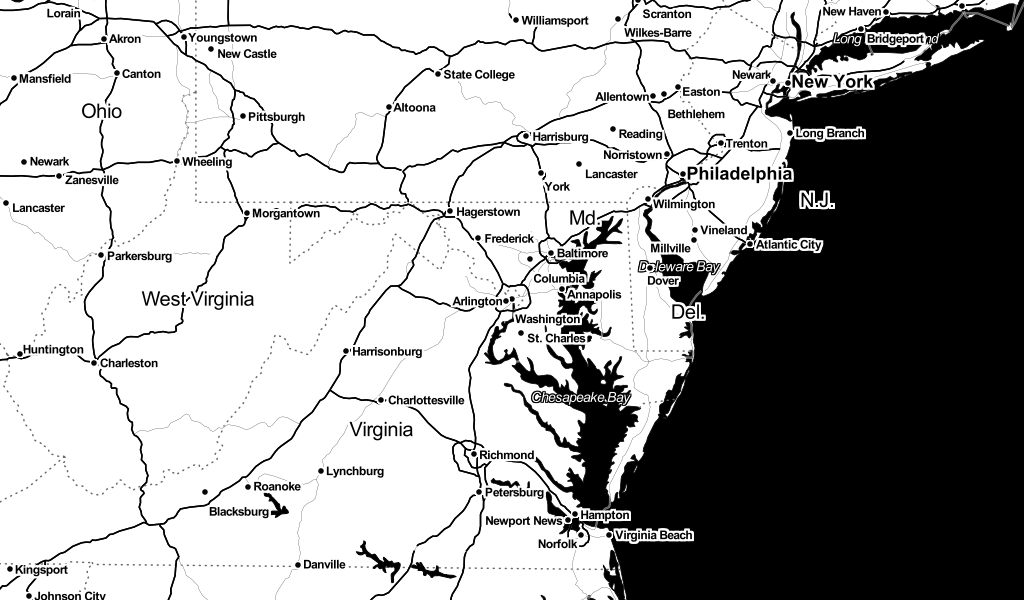 Lorain
Williamsport
Scranton
New Haven
Akron
Youngstown
Wilkes-Barre
Long
Bridgeport
nd
New Castle
Mansfield
Canton
State College
Newark
New York
Ohio
Altoona
Allentown
Easton
Pittsburgh
Bethlehem
Harrisburg
Reading
Long Branch
Trenton
Newark
Wheeling
Norristown
Zanesville
York
Lancaster
Philadelphia
Lancaster
Morgantown
Hagerstown
Md.
Wilmington
N.J.
Frederick
Vineland
Parkersburg
Baltimore
Millville
Atlantic City
Delaware Bay
Columbia
Dover
West Virginia
Arlington
Annapolis
Del.
Washington
St. Charles
Huntington
Charleston
Harrisonburg
Chesapeake Bay
Charlottesville
Virginia
Richmond
Lynchburg
Roanoke
Petersburg
Blacksburg
Newport News
Hampton
Norfolk
Virginia Beach
Kingsport
Danville
Johnson City